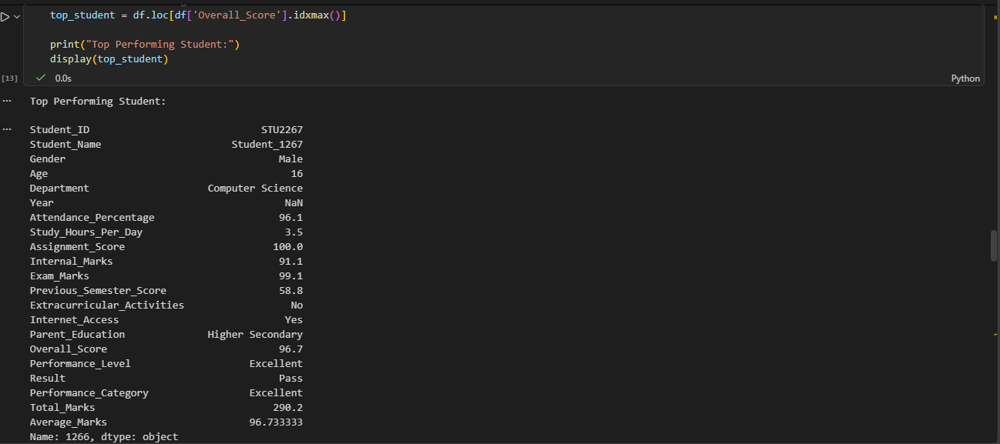 top_student = df.loc[df['Overall_Score'].idxmax()]
print("Top Performing Student:")
display(top_student)
[13]
0.0s
Python
... Top Performing Student:
... Student_ID STU2267
Student_Name Student_1267
Gender Male
Age 16
Department Computer Science
Year NaN
Attendance_Percentage 96.1
Study_Hours_Per_Day 3.5
Assignment_Score 100.0
Internal_Marks 91.1
Exam_Marks 99.1
Previous_Semester_Score 58.8
Extracurricular_Activities No
Internet_Access Yes
Parent_Education Higher Secondary
Overall_Score 96.7
Performance_Level Excellent
Result Pass
Performance_Category Excellent
Total_Marks 290.2
Average_Marks 96.733333
Name: 1266, dtype: object